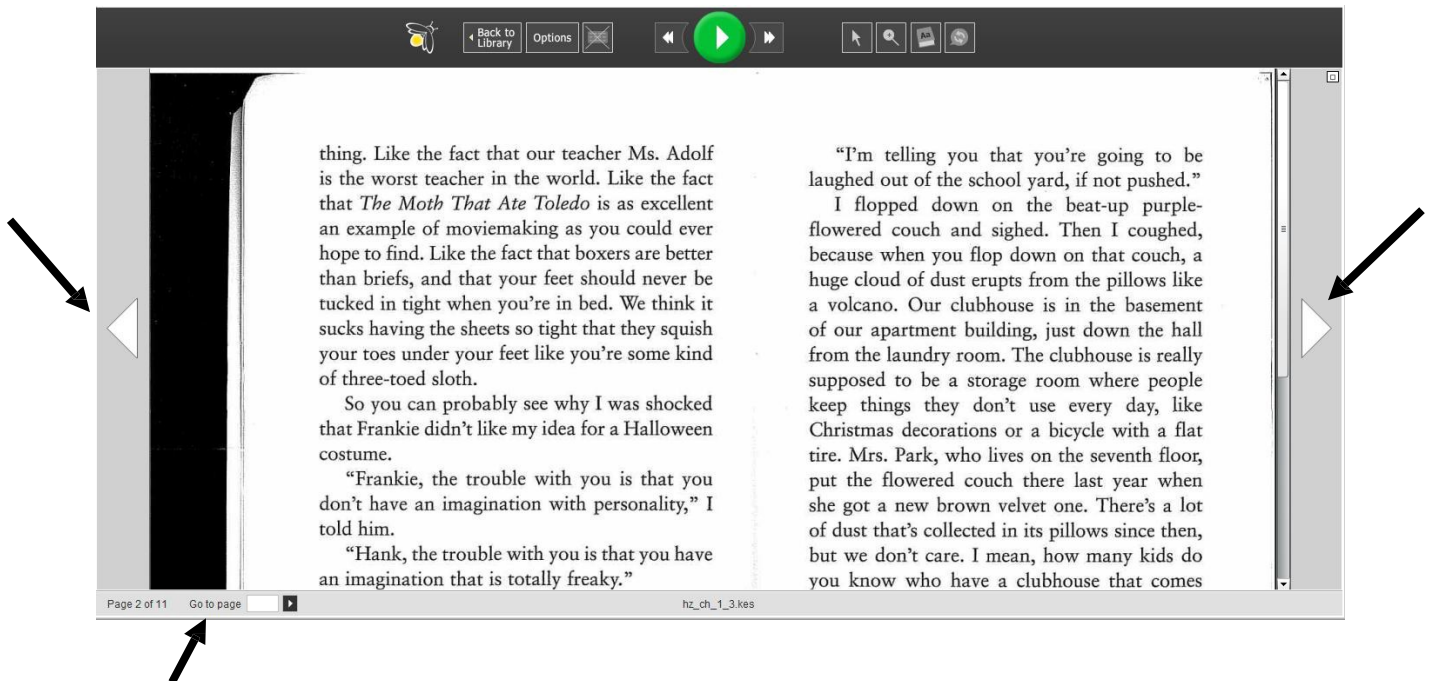 Back to
Library
Options
Aa
thing. Like the fact that our teacher Ms. Adolf
is the worst teacher in the world. Like the fact
that The Moth That Ate Toledo is as excellent
an example of moviemaking as you could ever
hope to find. Like the fact that boxers are better
than briefs, and that your feet should never be
tucked in tight when you’re in bed. We think it
sucks having the sheets so tight that they squish
your toes under your feet like you’re some kind
of three-toed sloth.
So you can probably see why I was shocked
that Frankie didn’t like my idea for a Halloween
costume.
“Frankie, the trouble with you is that you
don’t have an imagination with personality,” I
told him.
“Hank, the trouble with you is that you have
an imagination that is totally freaky.”
“I’m telling you that you’re going to be
laughed out of the school yard, if not pushed.”
I flopped down on the beat-up purple-
flowered couch and sighed. Then I coughed,
because when you flop down on that couch, a
huge cloud of dust erupts from the pillows like
a volcano. Our clubhouse is in the basement
of our apartment building, just down the hall
from the laundry room. The clubhouse is really
supposed to be a storage room where people
keep things they don’t use every day, like
Christmas decorations or a bicycle with a flat
tire. Mrs. Park, who lives on the seventh floor,
put the flowered couch there last year when
she got a new brown velvet one. There’s a lot
of dust that’s collected in its pillows since then,
but we don’t care. I mean, how many kids do
you know who have a clubhouse that comes
Page 2 of 11 Go to page
hz_ch_1_3.kes